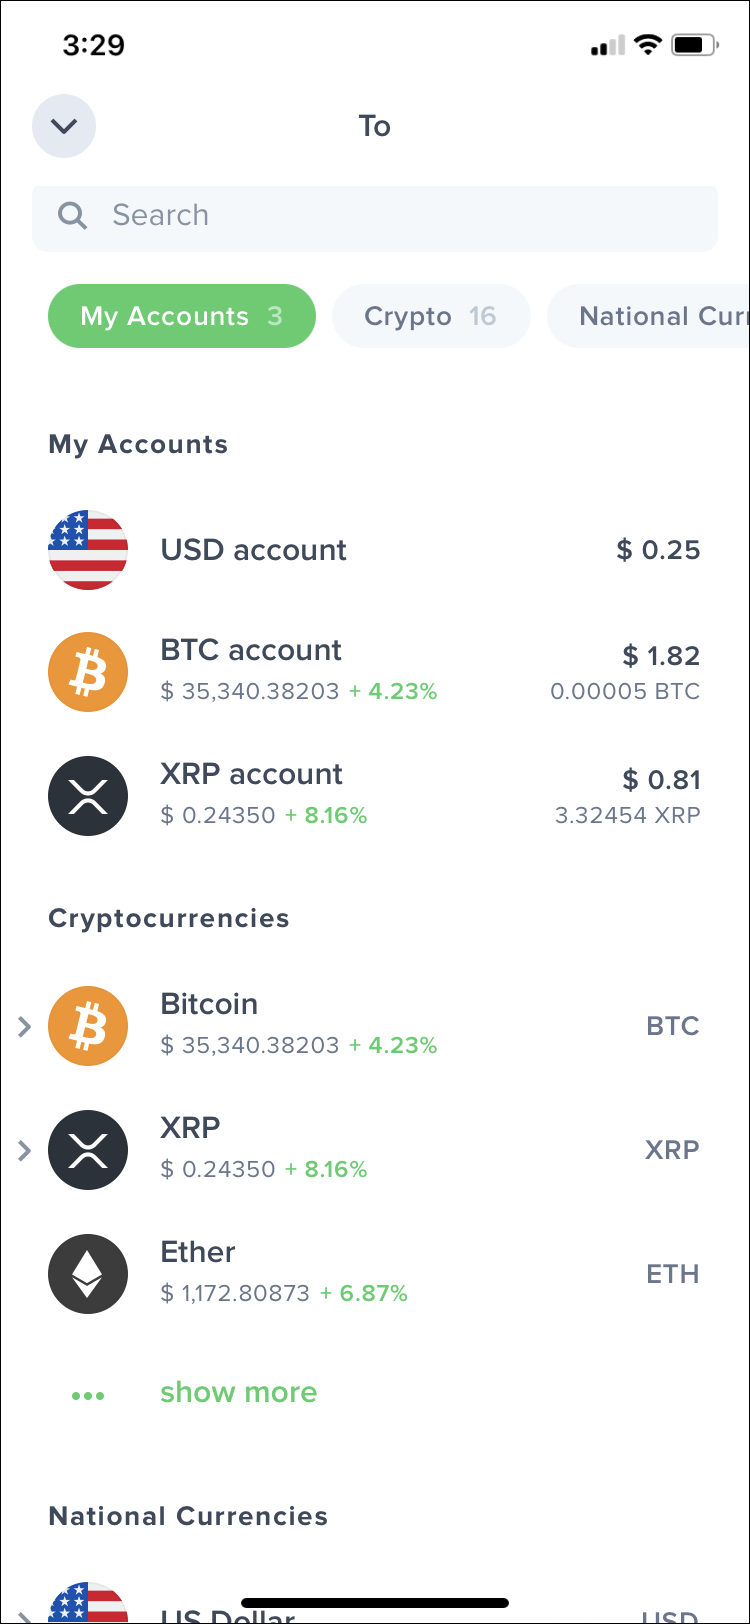 3:29
To
Search
My Accounts 3
Crypto 16
National Curr
My Accounts
USD account
$ 0.25
BTC account
$ 1.82
$ 35,340.38203 + 4.23%
0.00005 BTC
XRP account
$ 0.81
$ 0.24350 + 8.16%
3.32454 XRP
Cryptocurrencies
Bitcoin
$ 35,340.38203 + 4.23%
BTC
XRP
$ 0.24350 + 8.16%
XRP
Ether
$ 1,172.80873 + 6.87%
ETH
show more
National Currencies
US Dollar
USD